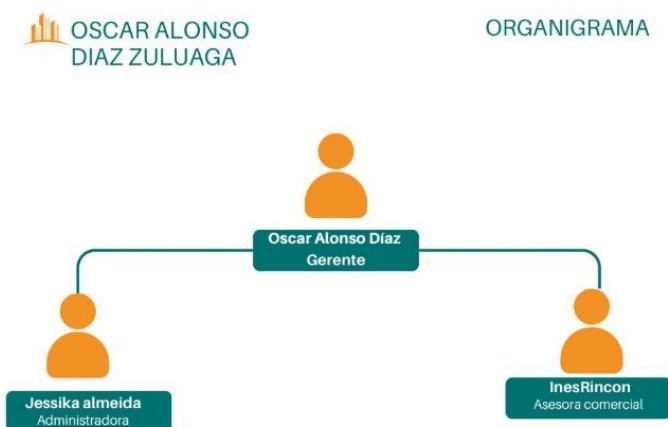 OSCAR ALONSO
DIAZ ZULUAGA
ORGANIGRAMA
Oscar Alonso Díaz
Gerente
Jessika almeida
Administradora
InesRincon
Asesora comercial